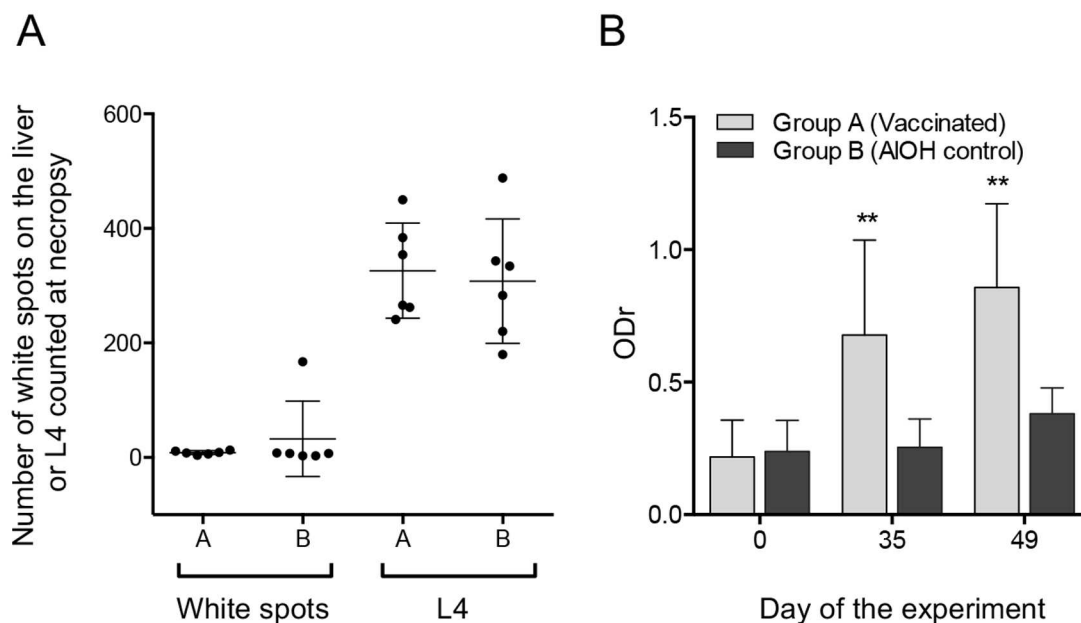 A
Number of white spots on the liver
or L4 counted at necropsy
600
400
200
0
A
B
A
B
White spots
L4
B
ODr
1.5
1.0
0.5
0.0
Group A (Vaccinated)
Group B (AlOH control)
**
**
0
35
49
Day of the experiment